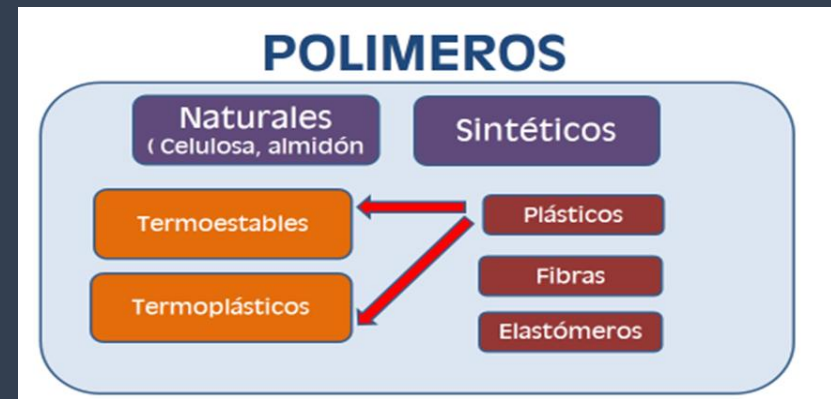 POLIMEROS
Naturales
( Celulosa, almidón
Sintéticos
Termoestables
Termoplásticos
Plásticos
Fibras
Elastómeros